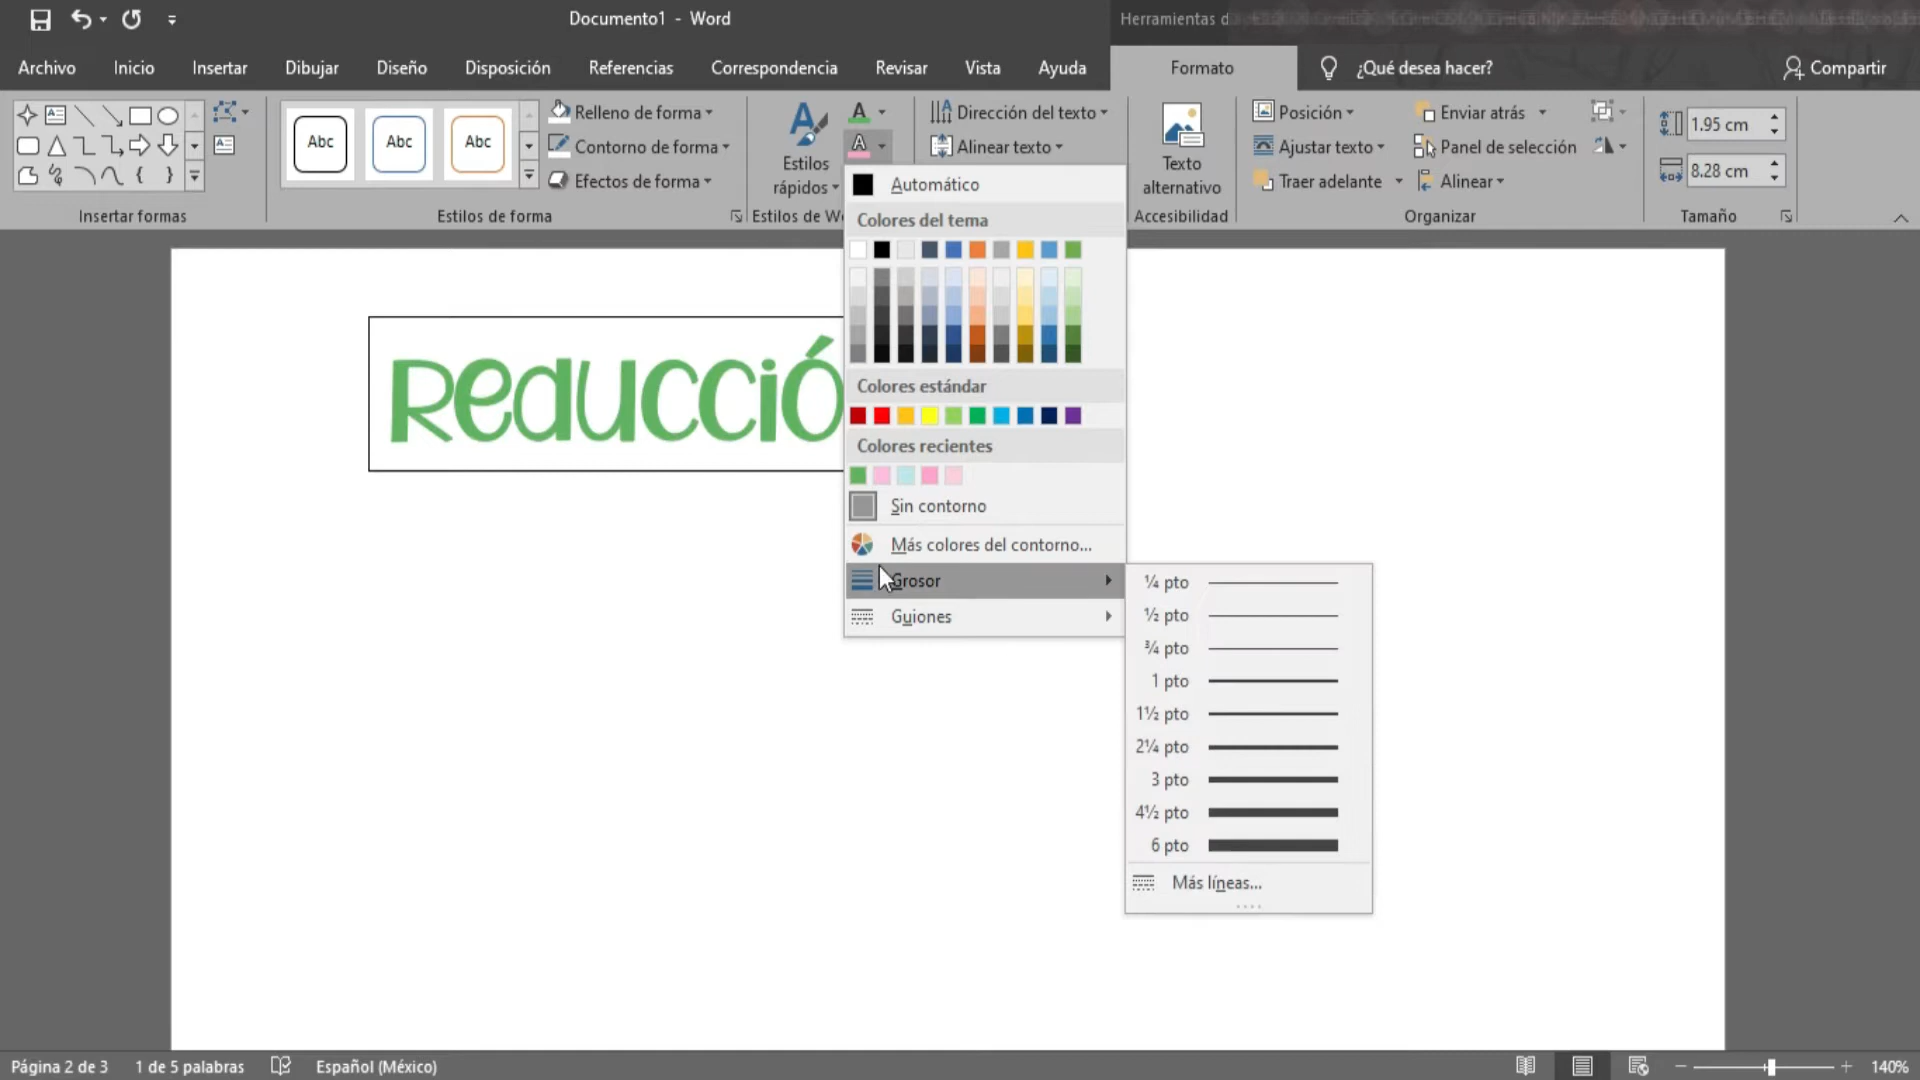 Documento1 - Word
Herramientas d
Archivo Inicio Insertar Dibujar Diseño Disposición Referencias Correspondencia Revisar Vista Ayuda Formato ¿Qué desea hacer? Compartir
Abc Abc Abc
Relleno de forma
Contorno de forma
Efectos de forma
Estilos
rápidos
A
A
Dirección del texto
Alinear texto
Texto
alternativo
Posición
Ajustar texto
Traer adelante
Enviar atrás
Panel de selección
Alinear
1.95 cm
8.28 cm
Insertar formas Estilos de forma Estilos de W Accesibilidad Organizar Tamaño
Automático
Colores del tema
Colores estándar
Colores recientes
Sin contorno
Más colores del contorno...
Grosor
Guiones
¼ pto
½ pto
¾ pto
1 pto
1½ pto
2¼ pto
3 pto
4½ pto
6 pto
Más líneas...
Reducció
Página 2 de 3 1 de 5 palabras Español (México) 140%